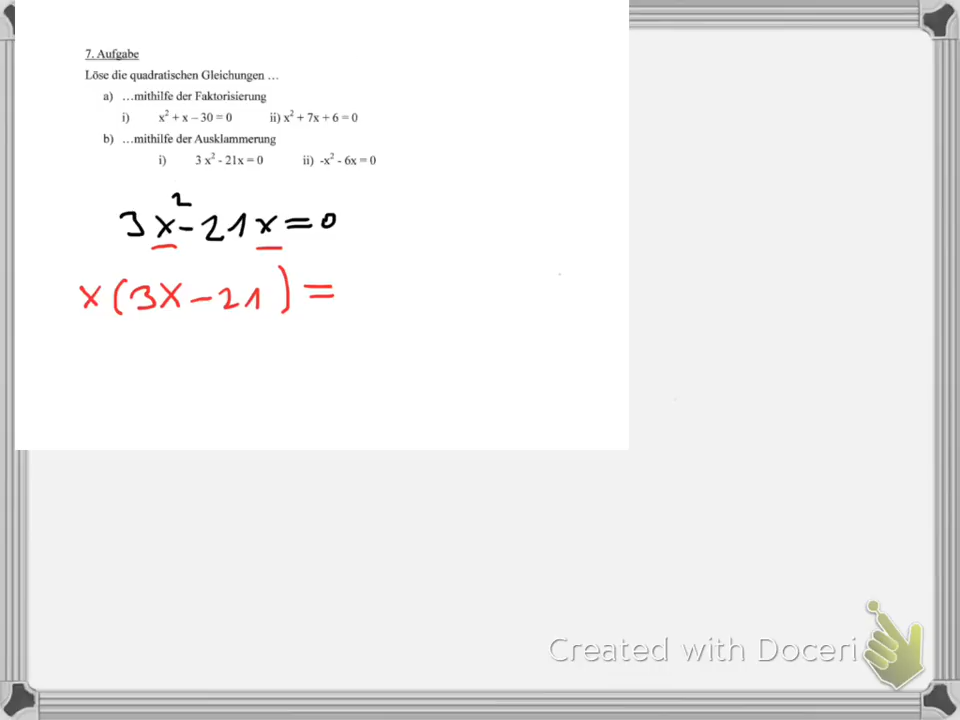 7. Aufgabe
Löse die quadratischen Gleichungen …
a) …mithilfe der Faktorisierung
i) x² + x – 30 = 0 ii) x² + 7x + 6 = 0
b) …mithilfe der Ausklammerung
i) 3 x² - 21x = 0 ii) -x² - 6x = 0
3x² - 21x = 0
x(3x - 21) =
Created with Doceri